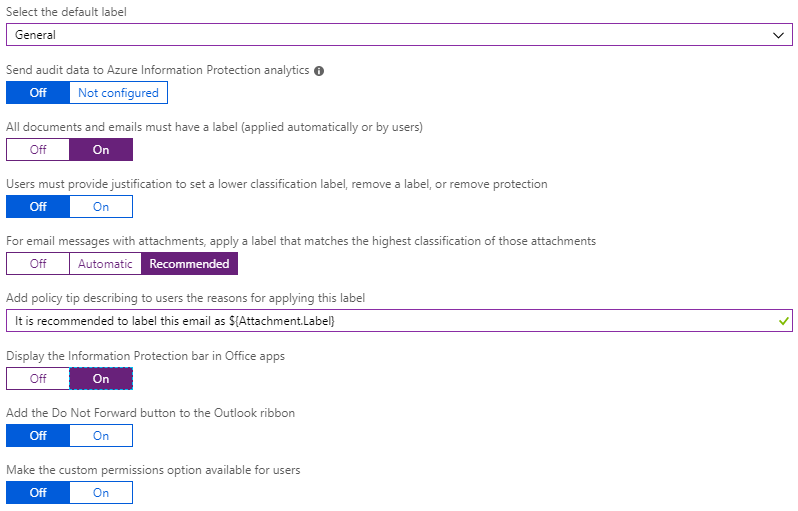 Select the default label
General
Send audit data to Azure Information Protection analytics
Off Not configured
All documents and emails must have a label (applied automatically or by users)
Off On
Users must provide justification to set a lower classification label, remove a label, or remove protection
Off On
For email messages with attachments, apply a label that matches the highest classification of those attachments
Off Automatic Recommended
Add policy tip describing to users the reasons for applying this label
It is recommended to label this email as ${Attachment.Label}
Display the Information Protection bar in Office apps
Off On
Add the Do Not Forward button to the Outlook ribbon
Off On
Make the custom permissions option available for users
Off On